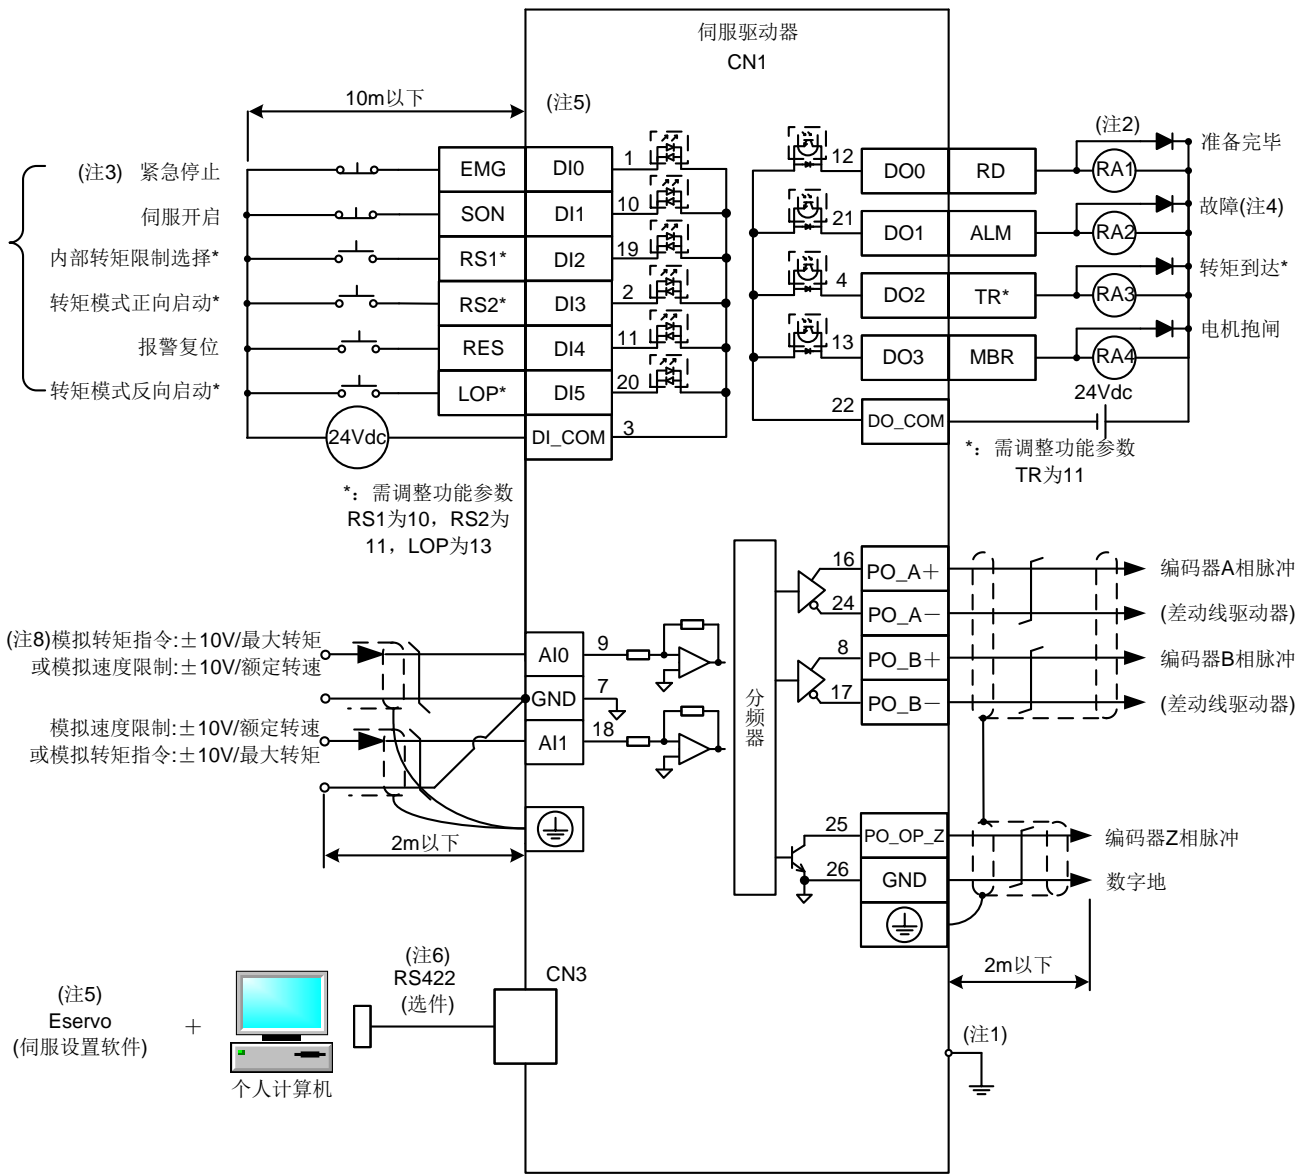 伺服驱动器
CN1
10m以下
(注5)
(注3) 紧急停止
EMG
DI0
1
伺服开启
SON
DI1
10
内部转矩限制选择*
RS1*
DI2
19
转矩模式正向启动*
RS2*
DI3
2
报警复位
RES
DI4
11
转矩模式反向启动*
LOP*
DI5
20
24Vdc
DI_COM
3
*：需调整功能参数
RS1为10，RS2为
11，LOP为13
(注2)
12
DO0
RD
RA1
准备完毕
21
DO1
ALM
RA2
故障(注4)
4
DO2
TR*
RA3
转矩到达*
13
DO3
MBR
RA4
电机抱闸
24Vdc
22
DO_COM
*：需调整功能参数
TR为11
(注8)模拟转矩指令:±10V/最大转矩
或模拟速度限制:±10V/额定转速
AI0
9
GND
7
模拟速度限制:±10V/额定转速
或模拟转矩指令:±10V/最大转矩
AI1
18
2m以下
分频器
16
PO_A＋
编码器A相脉冲
24
PO_A－
(差动线驱动器)
8
PO_B＋
编码器B相脉冲
17
PO_B－
(差动线驱动器)
25
PO_OP_Z
编码器Z相脉冲
26
GND
数字地
2m以下
(注1)
(注5)
Eservo
(伺服设置软件)
＋
个人计算机
(注6)
RS422
(选件)
CN3